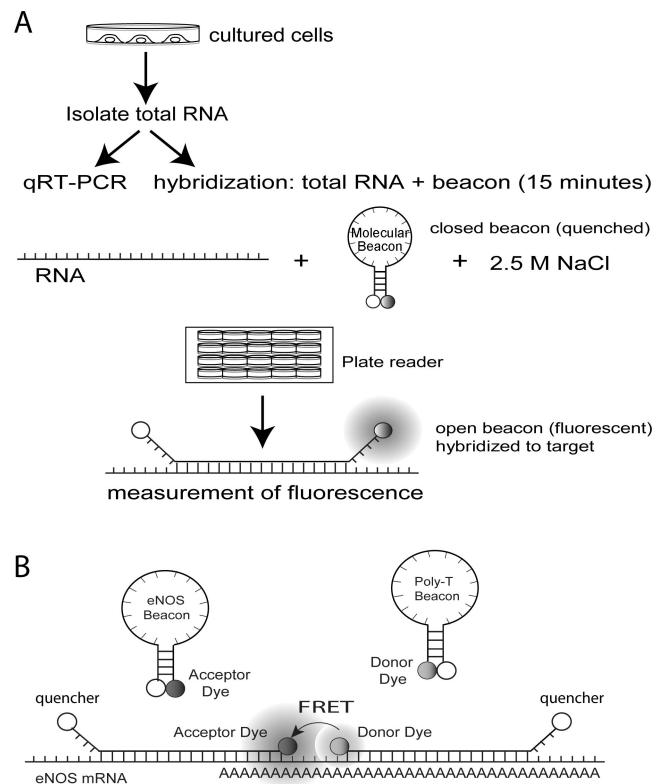 A
cultured cells
Isolate total RNA
qRT-PCR hybridization: total RNA + beacon (15 minutes)
Molecular
Beacon
closed beacon (quenched)
RNA
+
+ 2.5 M NaCl
Plate reader
open beacon (fluorescent)
hybridized to target
measurement of fluorescence
B
eNOS
Beacon
Poly-T
Beacon
Acceptor
Dye
Donor
Dye
quencher
FRET
quencher
Acceptor Dye
Donor Dye
eNOS mRNA